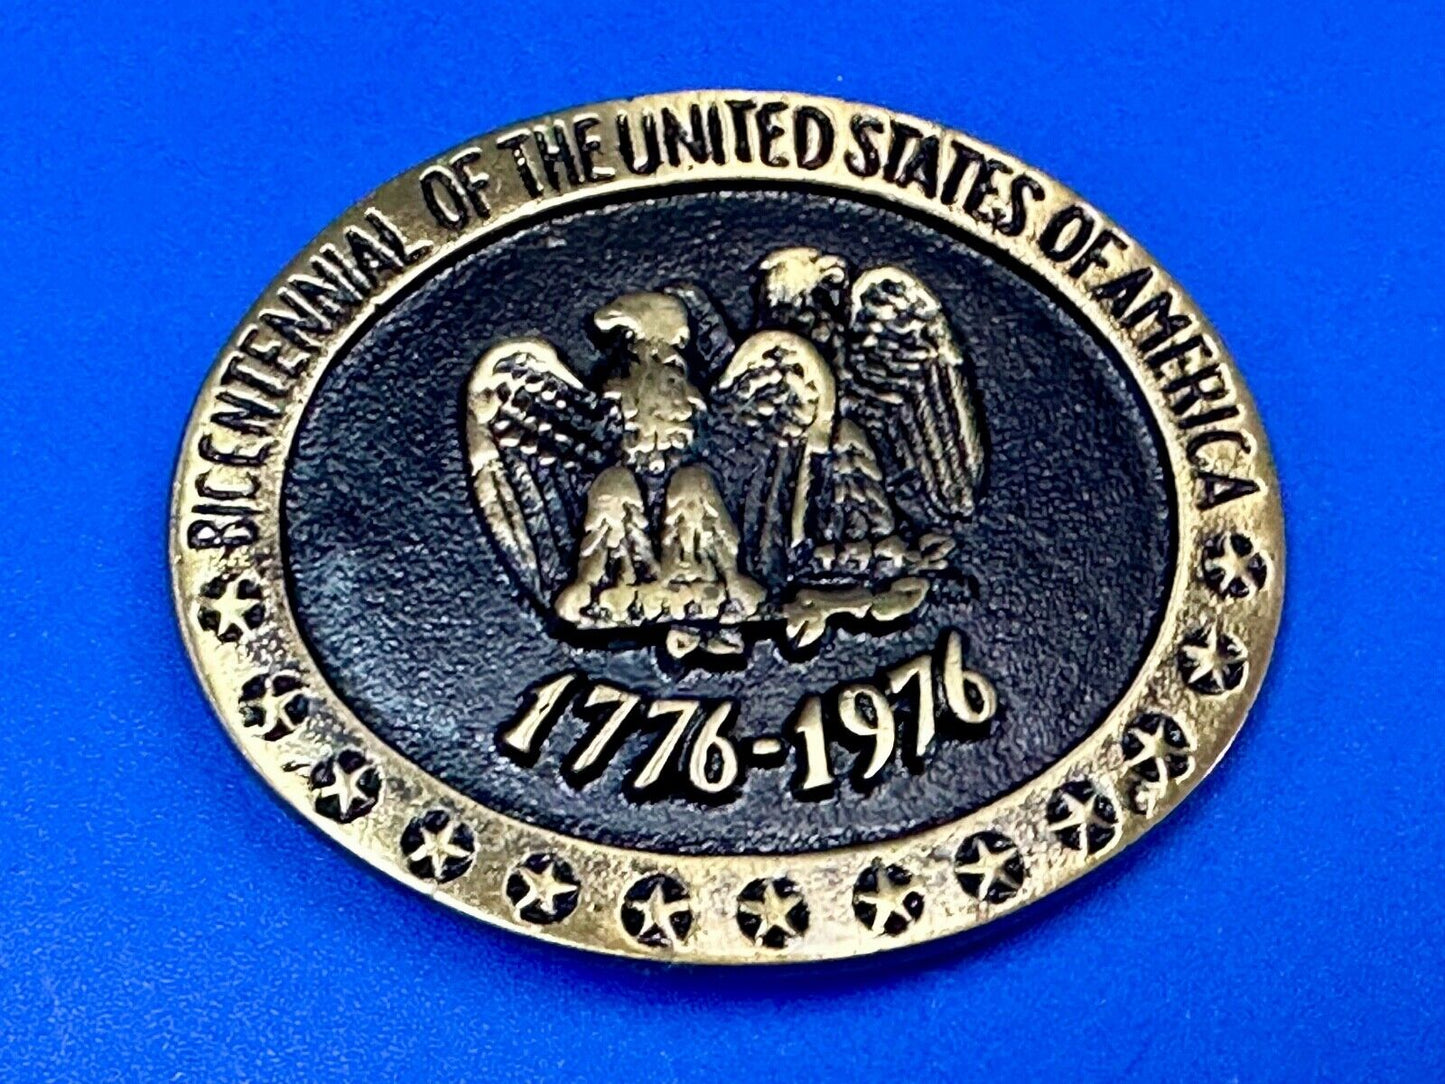 BICENTENNIAL OF THE UNITED STATES OF AMERICA
1776-1976